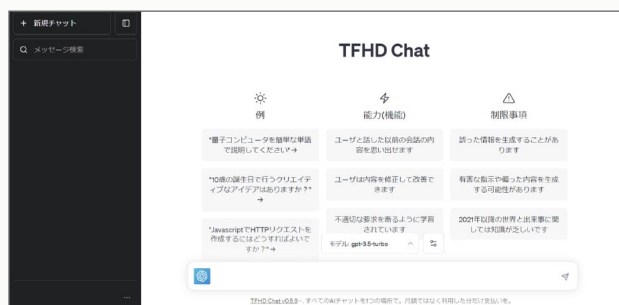 + 新規チャット
メッセージ検索
TFHD Chat
例
"量子コンピュータを簡単な単語
で説明してください" →
"10歳の誕生日で行うクリエイテ
ィブなアイデアはありますか？"
→
"JavascriptでHTTPリクエストを
作成するにはどうすればよいで
すか？" →
能力(機能)
ユーザと話した以前の会話の内
容を思い出せます
ユーザは内容を修正して改善で
きます
不適切な要求を断るように学習
されています
制限事項
誤った情報を生成することがあ
ります
有害な指示や偏った内容を生成
する可能性があります
2021年以降の世界と出来事に関
しては知識が乏しいです
モデル: gpt-3.5-turbo
TFHD Chat v0.8.9 - すべてのAIチャットを1つの場所で。月額ではなく利用した分だけ支払いを。